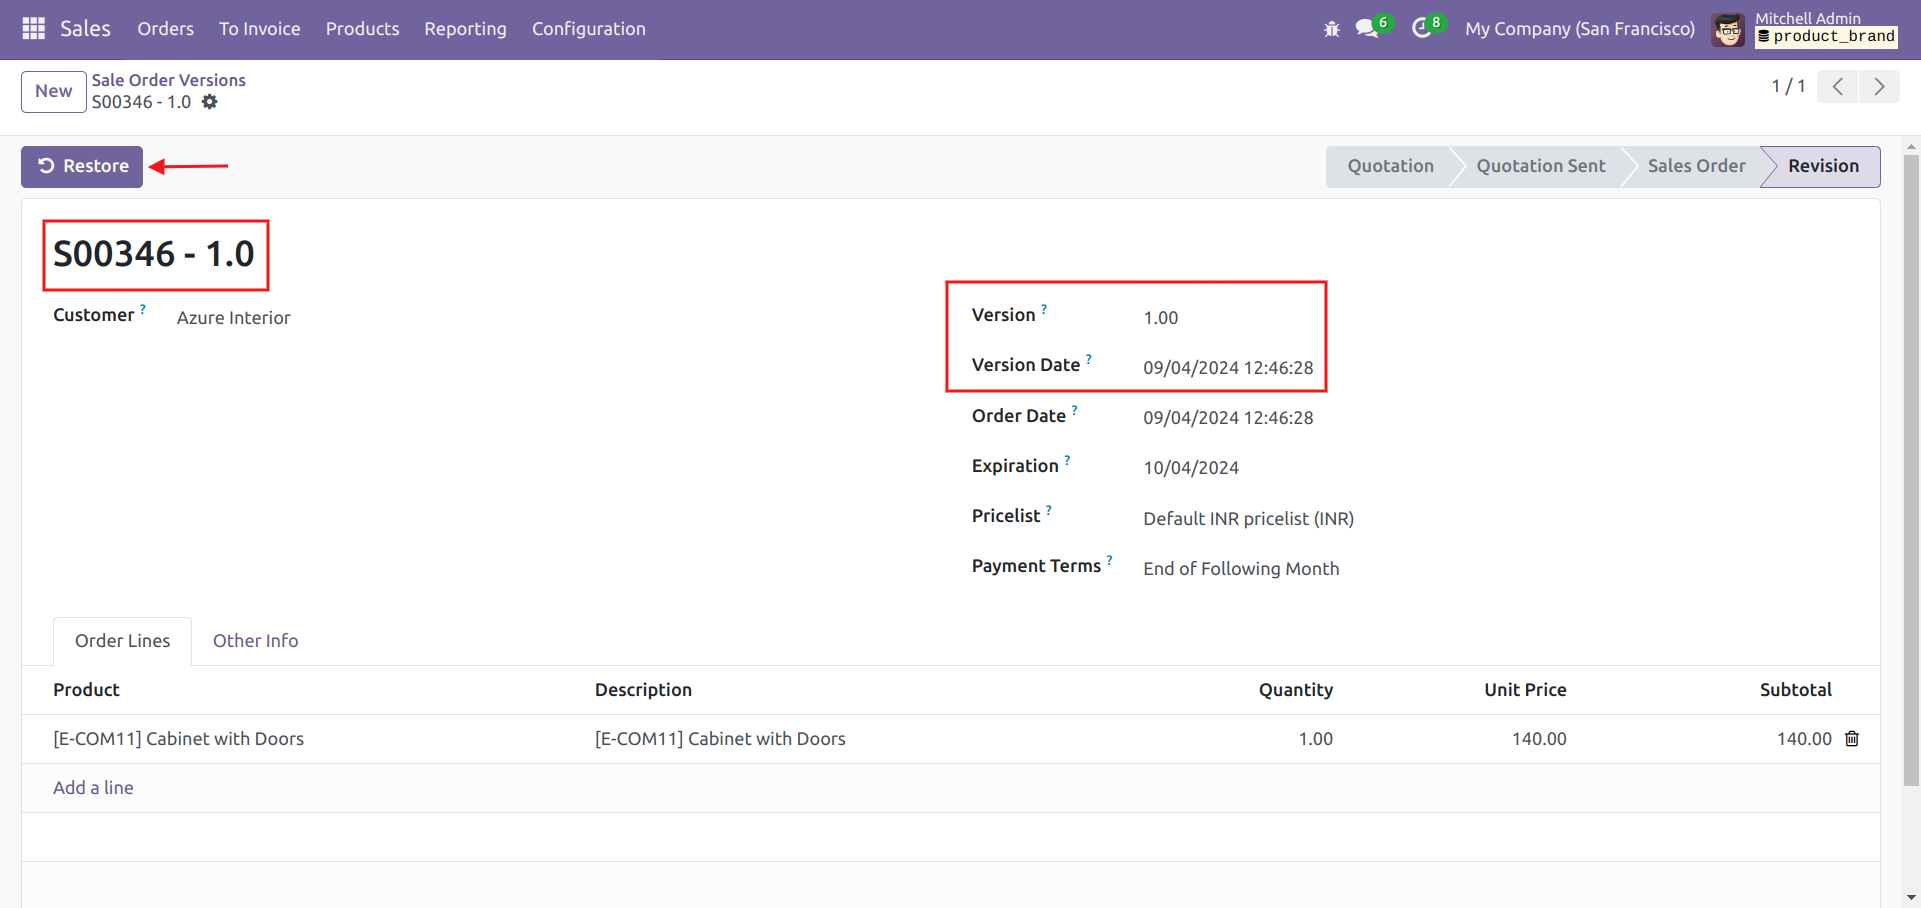 Sales Orders To Invoice Products Reporting Configuration 6 8 My Company (San Francisco) Mitchell Admin
product_brand
New Sale Order Versions
S00346 - 1.0
1 / 1
Restore Quotation Quotation Sent Sales Order Revision
S00346 - 1.0
Customer ? Azure Interior
Version ? 1.00
Version Date ? 09/04/2024 12:46:28
Order Date ? 09/04/2024 12:46:28
Expiration ? 10/04/2024
Pricelist ? Default INR pricelist (INR)
Payment Terms ? End of Following Month
Order Lines Other Info
Product Description Quantity Unit Price Subtotal
[E-COM11] Cabinet with Doors [E-COM11] Cabinet with Doors 1.00 140.00 140.00
Add a line